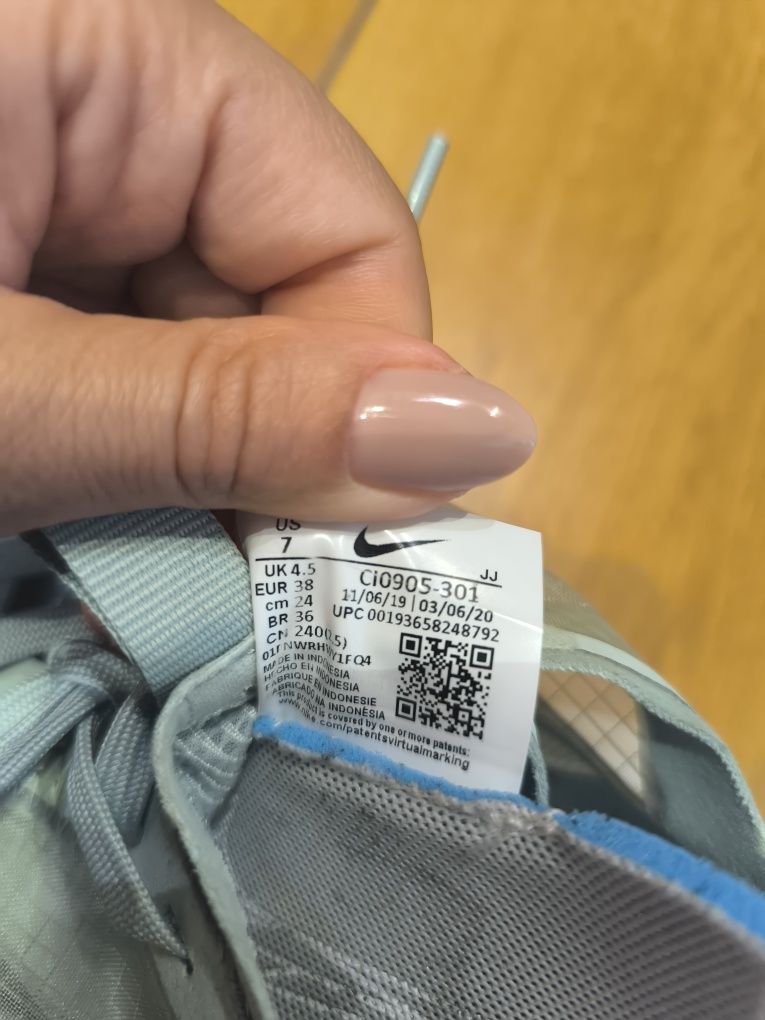 US
7
UK 4.5
EUR 38
cm 24
BR 36
CN 240(1.5)
JJ
Ci0905-301
11/06/19 | 03/06/20
UPC 00193658248792
MADE IN INDONESIA
HECHO EN INDONESIA
FABRIQUE EN INDONESIE
FABRICADO NA INDONÉSIA
This product is covered by one or more patents:
www.nike.com/patentsvirtualmarking